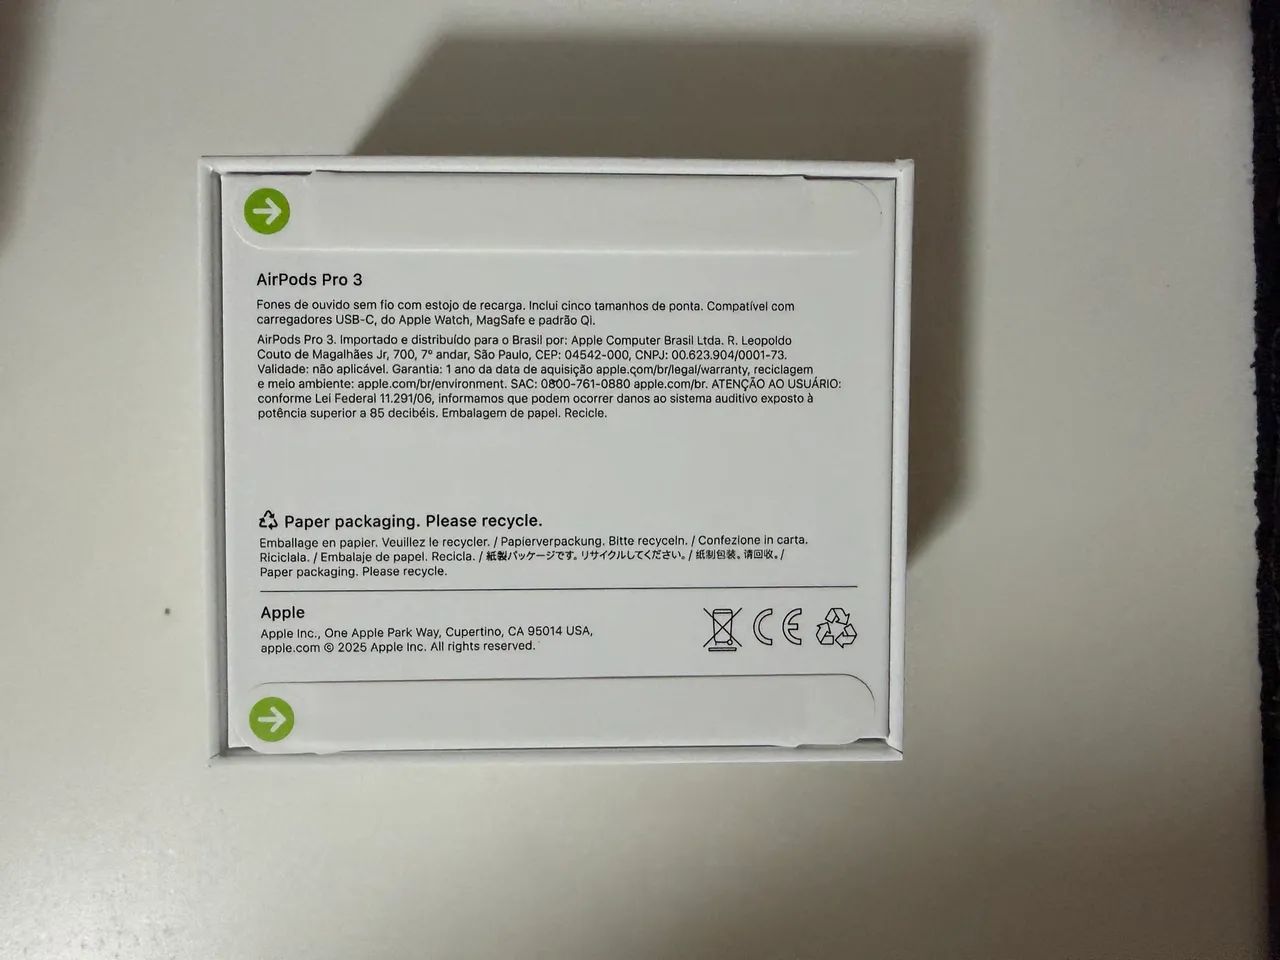 AirPods Pro 3
Fones de ouvido sem fio com estojo de recarga. Inclui cinco tamanhos de ponta. Compatível com
carregadores USB-C, do Apple Watch, MagSafe e padrão Qi.
AirPods Pro 3. Importado e distribuído para o Brasil por: Apple Computer Brasil Ltda. R. Leopoldo
Couto de Magalhães Jr, 700, 7º andar, São Paulo, CEP: 04542-000, CNPJ: 00.623.904/0001-73.
Validade: não aplicável. Garantia: 1 ano da data de aquisição apple.com/br/legal/warranty, reciclagem
e meio ambiente: apple.com/br/environment. SAC: 0800-761-0880 apple.com/br. ATENÇÃO AO USUÁRIO:
conforme Lei Federal 11.291/06, informamos que podem ocorrer danos ao sistema auditivo exposto à
potência superior a 85 decibéis. Embalagem de papel. Recicle.
Paper packaging. Please recycle.
Emballage en papier. Veuillez le recycler. / Papierverpackung. Bitte recyceln. / Confezione in carta.
Riciclala. / Embalaje de papel. Recicla. / 紙製パッケージです。リサイクルしてください。/ 纸制包装。请回收。/
Paper packaging. Please recycle.
Apple
Apple Inc., One Apple Park Way, Cupertino, CA 95014 USA,
apple.com © 2025 Apple Inc. All rights reserved.
CE